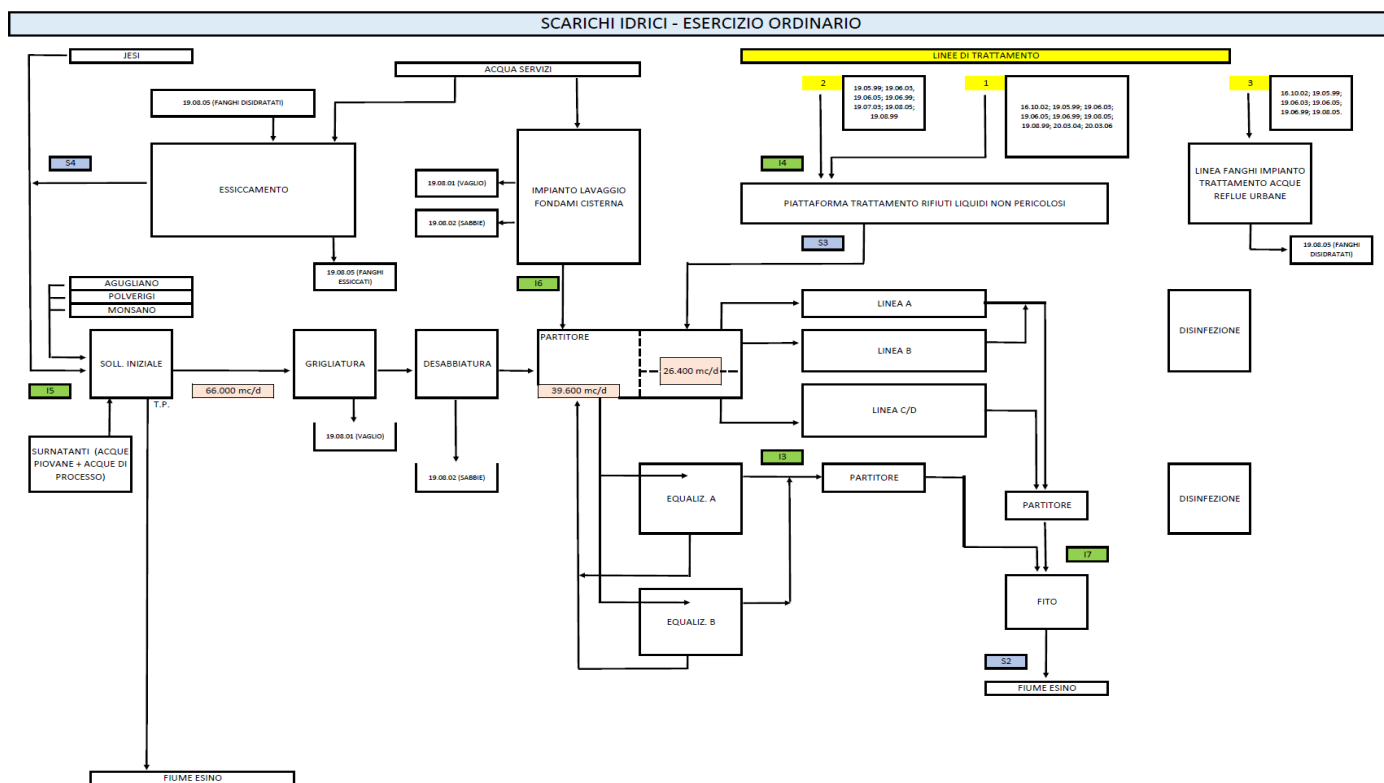 SCARICHI IDRICI - ESERCIZIO ORDINARIO
JESI
ACQUA SERVIZI
LINEE DI TRATTAMENTO
2
19.05.99; 19.06.03,
19.06.05; 19.06.99;
19.07.03; 19.08.05;
19.08.99
1
16.10.02; 19.05.99; 19.06.03;
19.06.05; 19.06.99; 19.08.05;
19.08.99; 20.03.04; 20.03.06
3
16.10.02; 19.05.99;
19.06.03; 19.06.05;
19.06.99; 19.08.05.
19.08.05 (FANGHI DISIDRATATI)
S4
ESSICCAMENTO
19.08.01 (VAGLIO)
19.08.02 (SABBIE)
IMPIANTO LAVAGGIO
FONDAMI CISTERNA
I4
PIATTAFORMA TRATTAMENTO RIFIUTI LIQUIDI NON PERICOLOSI
LINEA FANGHI IMPIANTO
TRATTAMENTO ACQUE
REFLUE URBANE
S3
19.08.05 (FANGHI
DISIDRATATI)
19.08.05 (FANGHI
ESSICCATI)
I6
AGUGLIANO
POLVERIGI
MONSANO
SOLL. INIZIALE
I5
66.000 mc/d
T.P.
GRIGLIATURA
DESABBIATURA
PARTITORE
39.600 mc/d
26.400 mc/d
LINEA A
LINEA B
LINEA C/D
DISINFEZIONE
19.08.01 (VAGLIO)
SURNATANTI (ACQUE
PIOVANE + ACQUE DI
PROCESSO)
19.08.02 (SABBIE)
I3
EQUALIZ. A
PARTITORE
PARTITORE
DISINFEZIONE
I7
EQUALIZ. B
FITO
S2
FIUME ESINO
FIUME ESINO